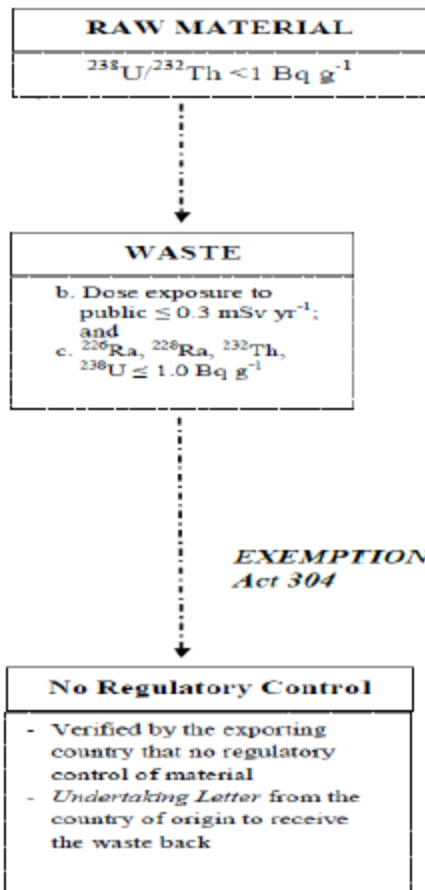 RAW MATERIAL
²³⁸U/²³²Th <1 Bq g⁻¹
WASTE
b. Dose exposure to
public ≤ 0.3 mSv yr⁻¹;
and
c. ²²⁶Ra, ²²⁸Ra, ²³²Th,
²³⁸U ≤ 1.0 Bq g⁻¹
EXEMPTION
Act 304
No Regulatory Control
- Verified by the exporting
country that no regulatory
control of material
- Undertaking Letter from the
country of origin to receive
the waste back